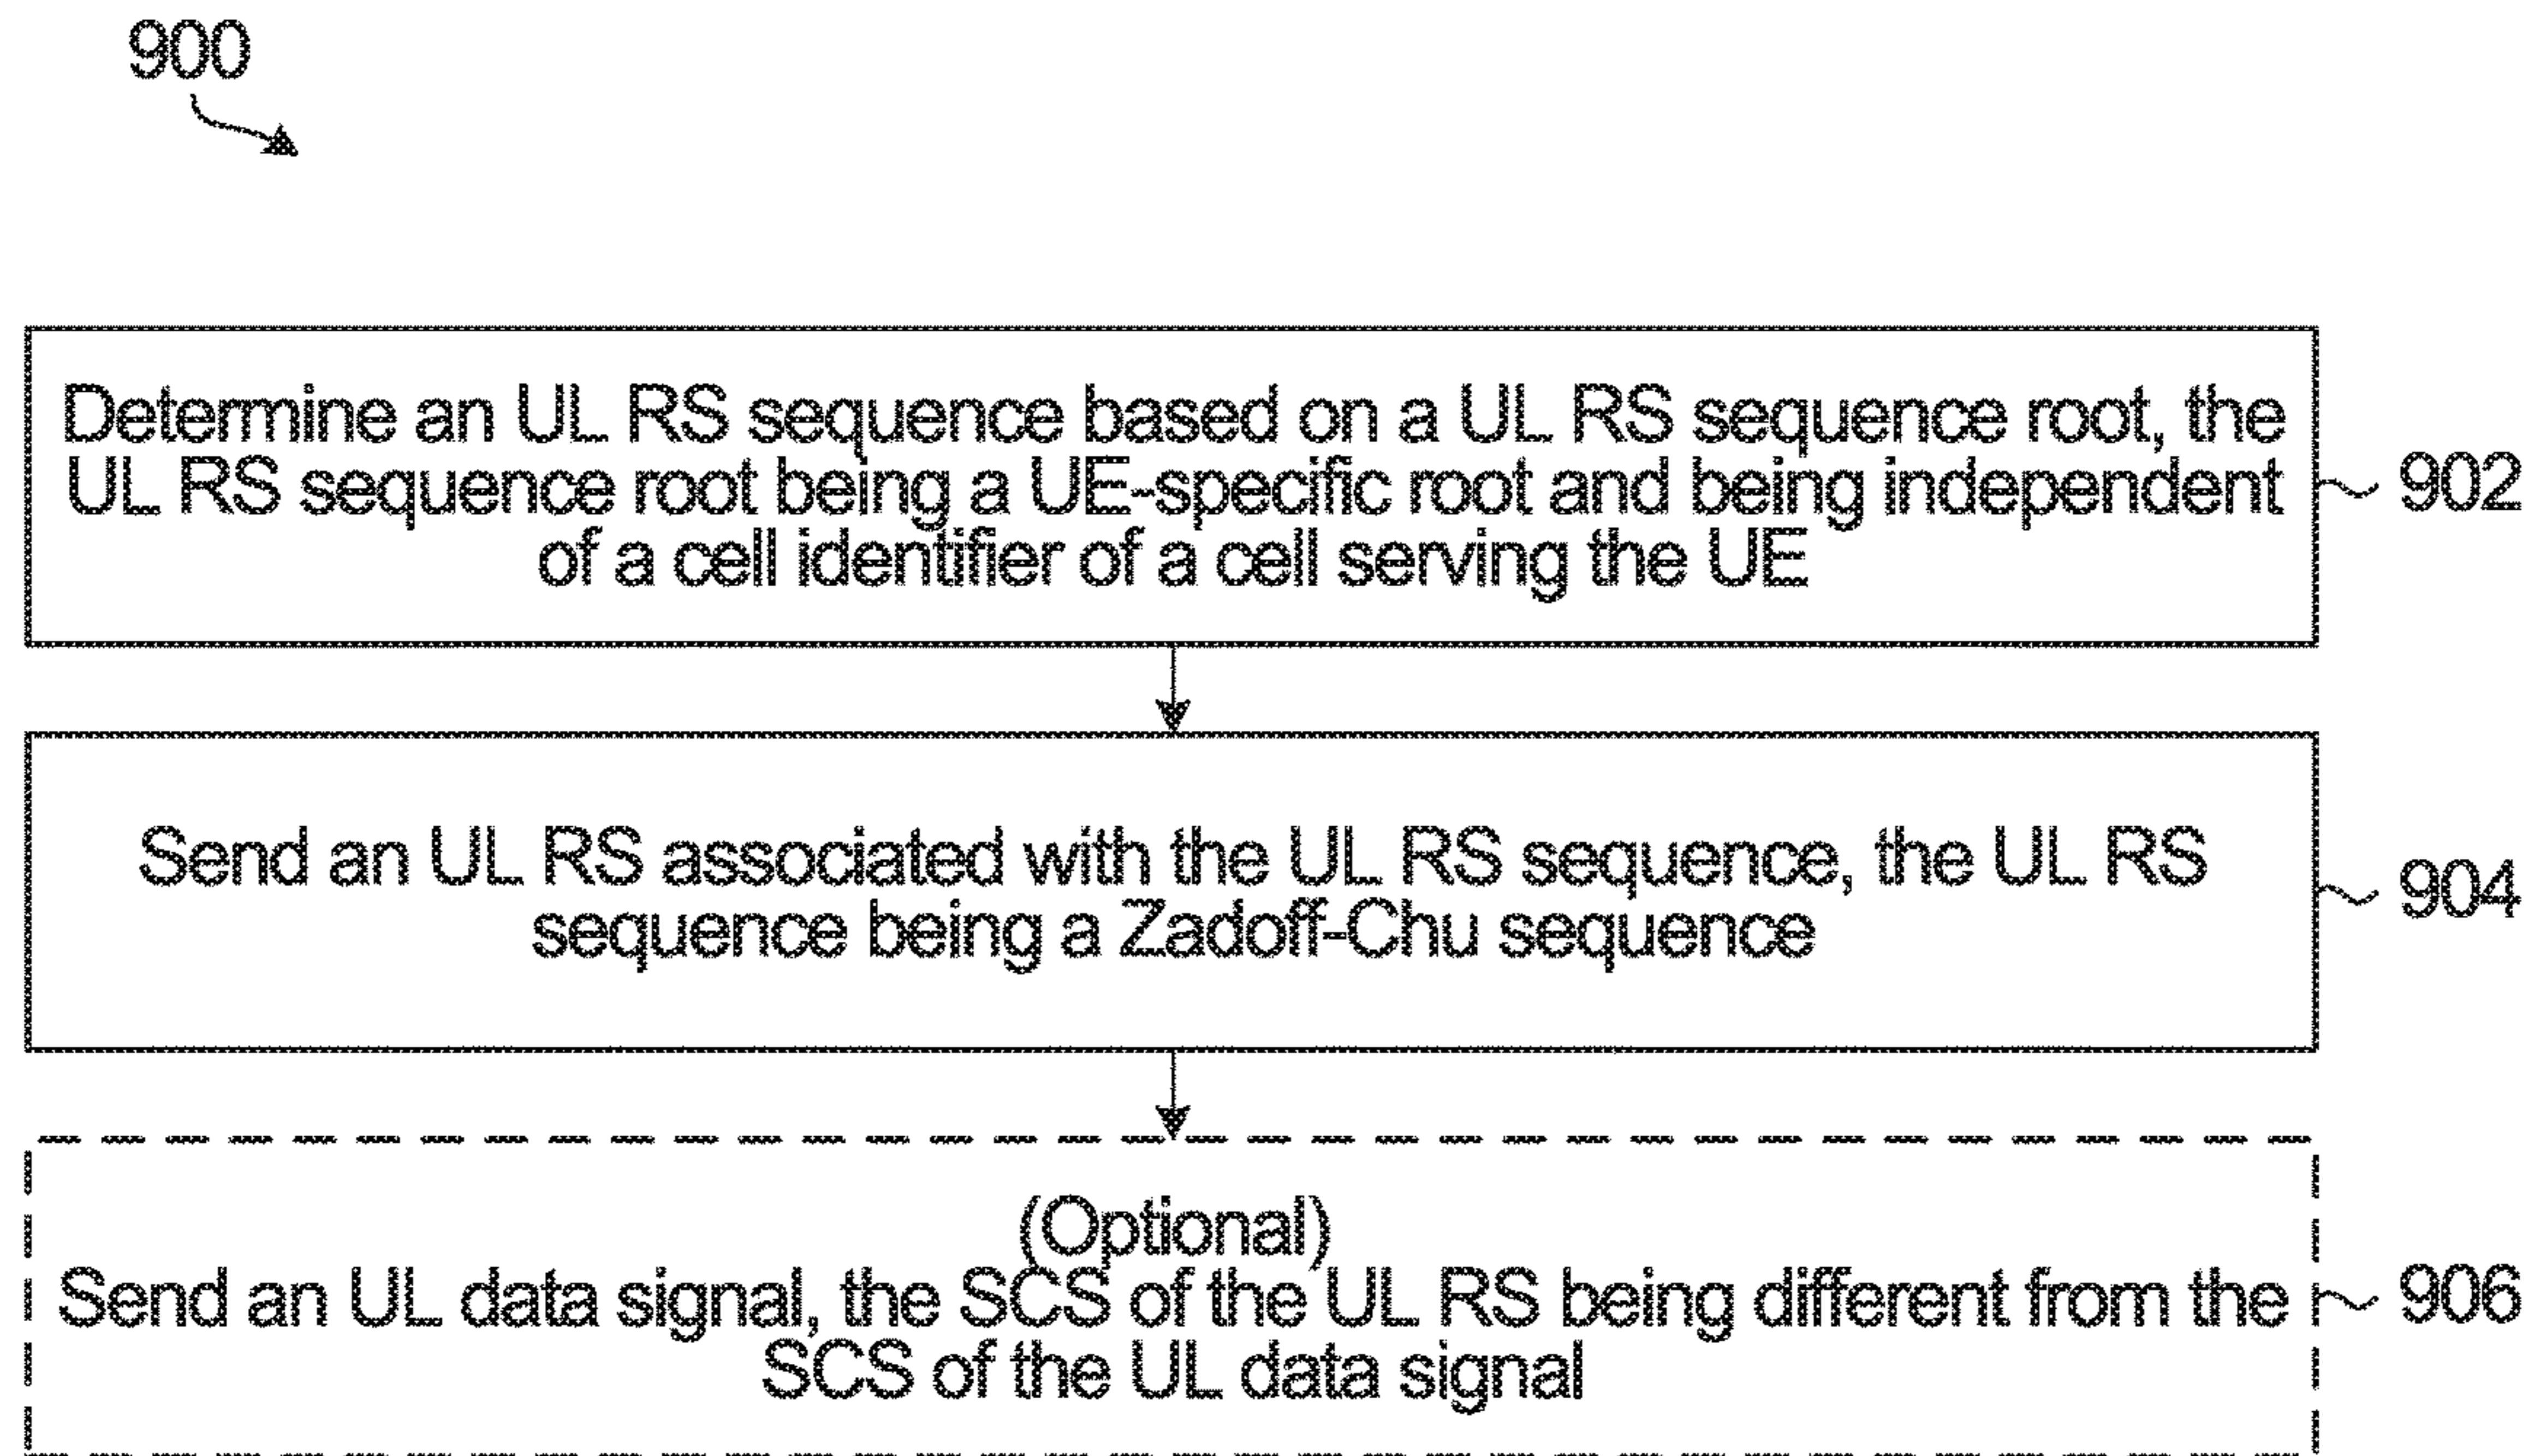 900
Determine an UL RS sequence based on a UL RS sequence root, the
UL RS sequence root being a UE-specific root and being independent
of a cell identifier of a cell serving the UE
902
Send an UL RS associated with the UL RS sequence, the UL RS
sequence being a Zadoff-Chu sequence
904
(Optional)
Send an UL data signal, the SCS of the UL RS being different from the
SCS of the UL data signal
906